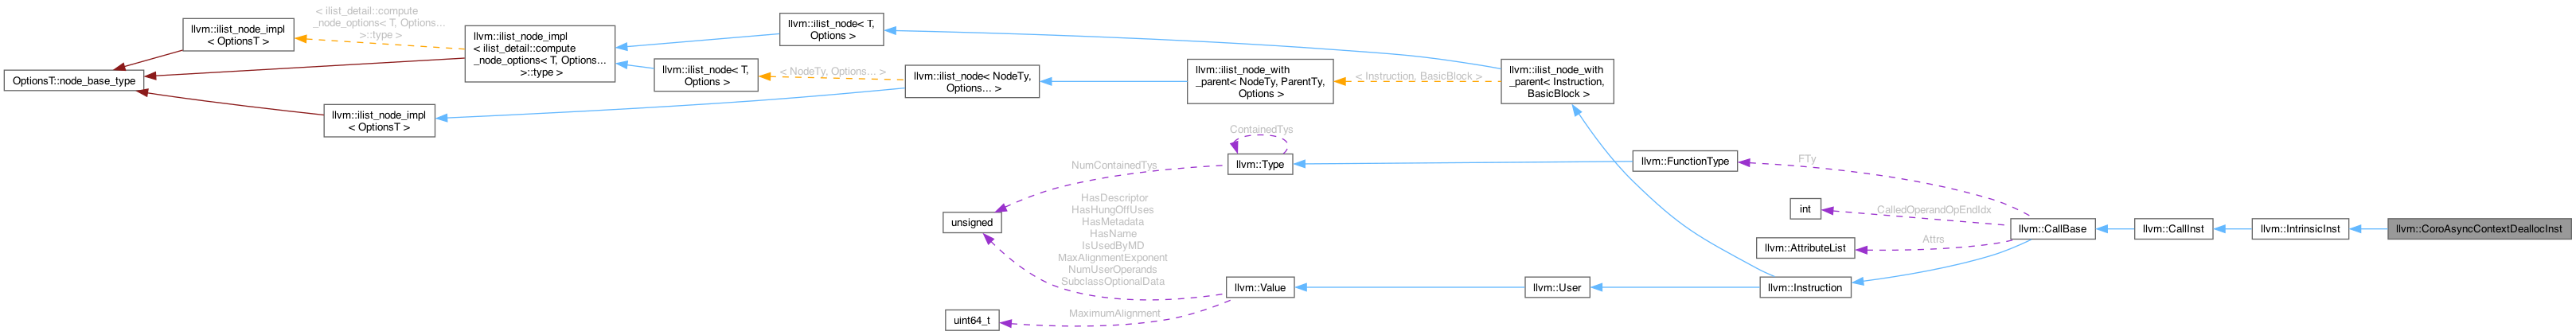 llvm::ilist_node_impl
< OptionsT >
< ilist_detail::compute
_node_options< T, Options...
>::type >
OptionsT::node_base_type
llvm::ilist_node_impl
< ilist_detail::compute
_node_options< T, Options...
>::type >
llvm::ilist_node_impl
< OptionsT >
llvm::ilist_node< T,
Options >
llvm::ilist_node< T,
Options >
< NodeTy, Options... >
llvm::ilist_node< NodeTy,
Options... >
llvm::ilist_node_with
_parent< NodeTy, ParentTy,
Options >
< Instruction, BasicBlock >
llvm::ilist_node_with
_parent< Instruction,
BasicBlock >
ContainedTys
llvm::Type
NumContainedTys
llvm::FunctionType
FTy
unsigned
HasDescriptor
HasHungOffUses
HasMetadata
HasName
IsUsedByMD
MaxAlignmentExponent
NumUserOperands
SubclassOptionalData
int
CalledOperandOpEndIdx
llvm::AttributeList
Attrs
llvm::CallBase
llvm::CallInst
llvm::IntrinsicInst
llvm::CoroAsyncContextDeallocInst
llvm::Value
llvm::User
llvm::Instruction
uint64_t
MaximumAlignment